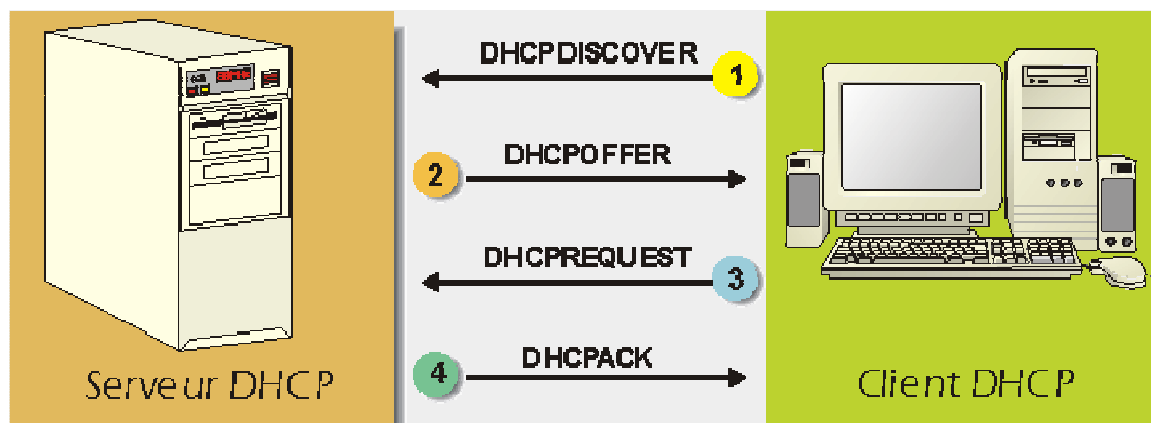 DHCPDISCOVER
1
DHCPOFFER
2
DHCPREQUEST
3
DHCPACK
4
Serveur DHCP
Client DHCP